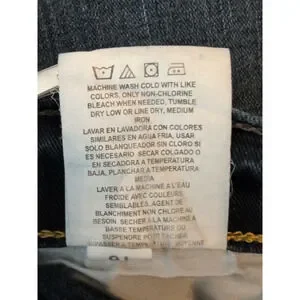 MACHINE WASH COLD WITH LIKE
COLORS, ONLY NON-CHLORINE
BLEACH WHEN NEEDED, TUMBLE
DRY LOW OR LINE DRY, MEDIUM
IRON
LAVAR EN LAVADORA CON COLORES
SIMILARES EN AGUA FRIA, USAR
SOLO BLANQUEADOR SIN CLORO SI
ES NECESARIO SECAR COLGADO O
EN SECADORA A TEMPERATURA
BAJA, PLANCHAR A TEMPERATURA
MEDIA
LAVER A LA MACHINE A L'EAU
FROIDE AVEC COULEURS
SEMBLABLES, AGENT DE
BLANCHIMENT NON CHLOREAU
BESOIN, SECHER A LA MACHINE A
BASSE TEMPERATURE OU
SUSPENDRE POUR